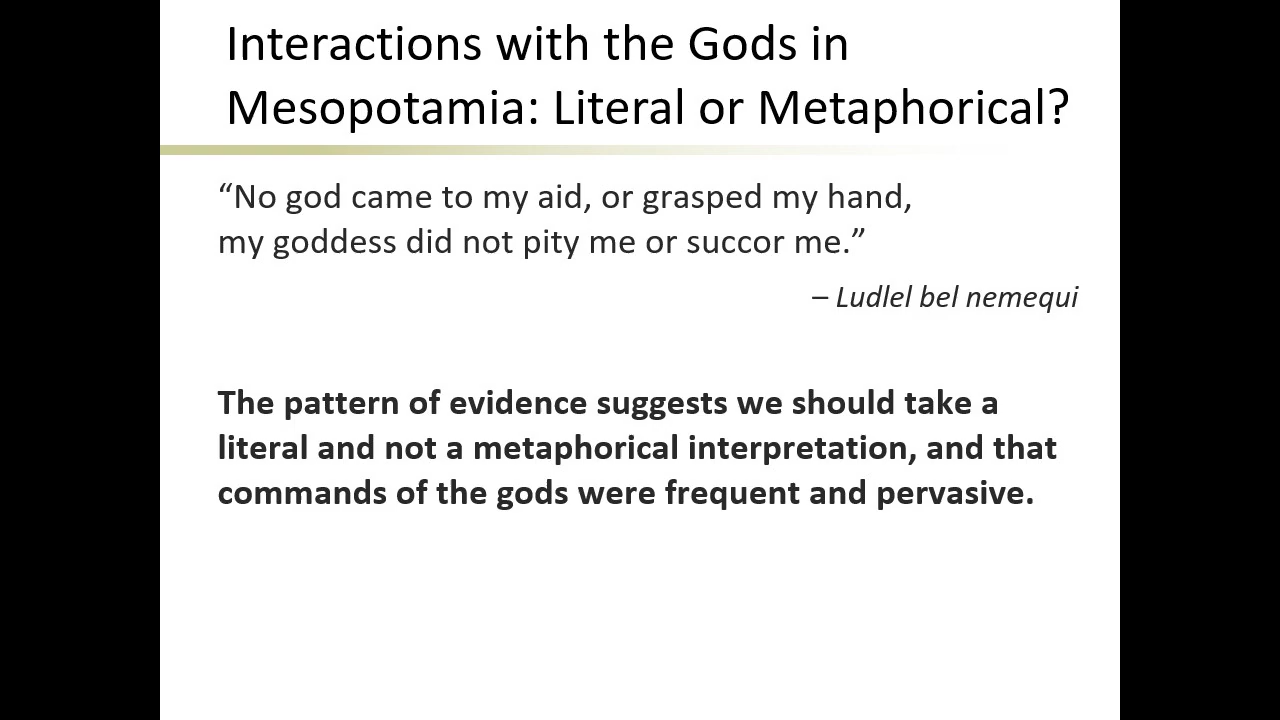 Interactions with the Gods in
Mesopotamia: Literal or Metaphorical?
“No god came to my aid, or grasped my hand,
my goddess did not pity me or succor me.”
– Ludlel bel nemequi
The pattern of evidence suggests we should take a
literal and not a metaphorical interpretation, and that
commands of the gods were frequent and pervasive.